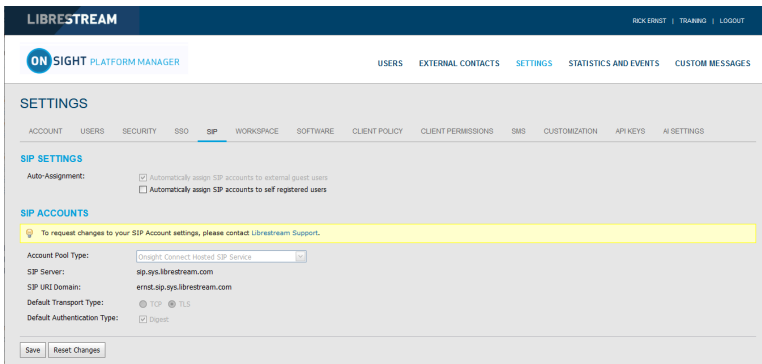 LIBRESTREAM
RICK ERNST | TRAINING | LOGOUT
ON SIGHT PLATFORM MANAGER
USERS EXTERNAL CONTACTS SETTINGS STATISTICS AND EVENTS CUSTOM MESSAGES
SETTINGS
ACCOUNT USERS SECURITY SSO SIP WORKSPACE SOFTWARE CLIENT POLICY CLIENT PERMISSIONS SMS CUSTOMIZATION API KEYS AI SETTINGS
SIP SETTINGS
Auto-Assignment: Automatically assign SIP accounts to external guest users
Automatically assign SIP accounts to self registered users
SIP ACCOUNTS
To request changes to your SIP Account settings, please contact Librestream Support.
Account Pool Type: Onsight Connect Hosted SIP Service
SIP Server: sip.sys.librestream.com
SIP URI Domain: ernst.sip.sys.librestream.com
Default Transport Type: TCP TLS
Default Authentication Type: Digest
Save Reset Changes